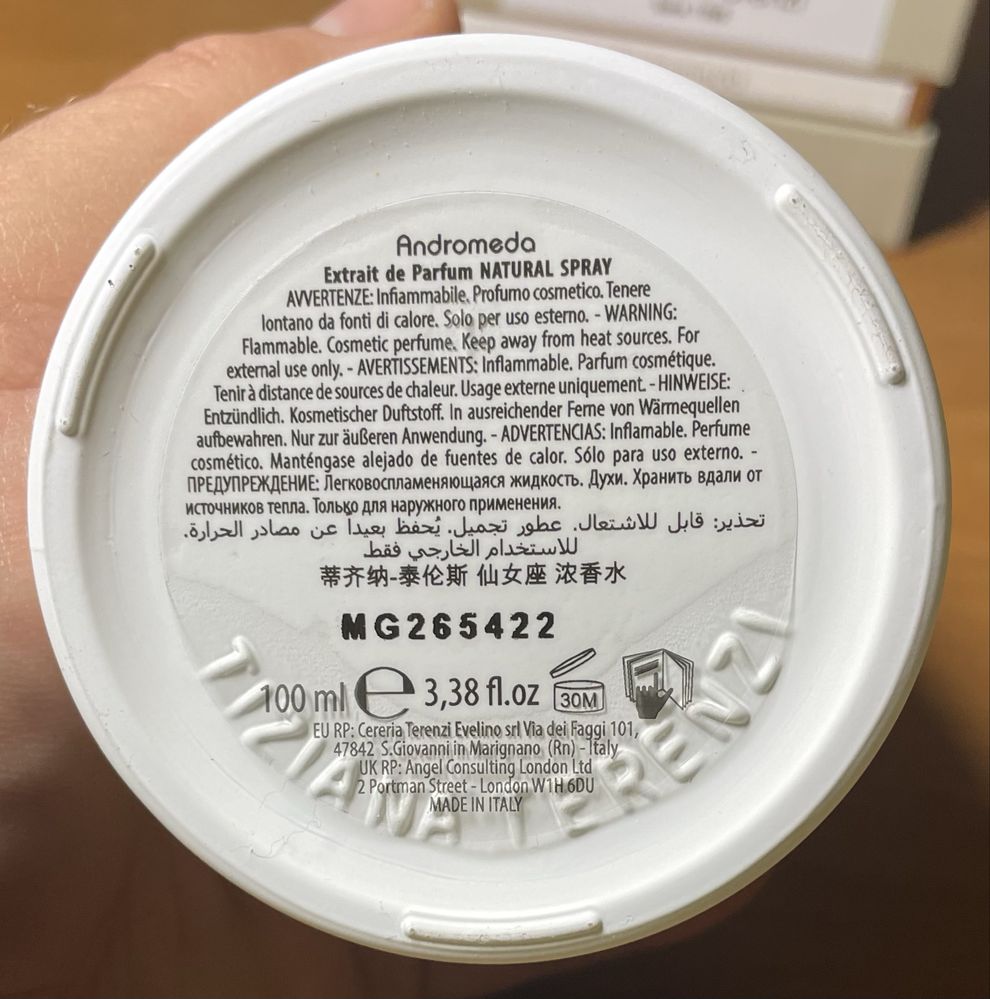 Andromeda
Extrait de Parfum NATURAL SPRAY
AVVERTENZE: Infiammabile. Profumo cosmetico. Tenere
lontano da fonti di calore. Solo per uso esterno. - WARNING:
Flammable. Cosmetic perfume. Keep away from heat sources. For
external use only. - AVERTISSEMENTS: Inflammable. Parfum cosmétique.
Tenir à distance de sources de chaleur. Usage externe uniquement. - HINWEISE:
Entzündlich. Kosmetischer Duftstoff. In ausreichender Ferne von Wärmequellen
aufbewahren. Nur zur äußeren Anwendung. - ADVERTENCIAS: Inflamable. Perfume
cosmético. Manténgase alejado de fuentes de calor. Sólo para uso externo. -
ПРЕДУПРЕЖДЕНИЕ: Легковоспламеняющаяся жидкость. Духи. Хранить вдали от
источников тепла. Только для наружного применения.
تحذير: قابل للاشتعال. عطور تجميل. يُحفظ بعيداً عن مصادر الحرارة.
للاستخدام الخارجي فقط
蒂齐纳-泰伦斯 仙女座 浓香水
MG265422
100 ml e 3,38 fl.oz 30M
EU RP: Cereria Terenzi Evelino srl Via dei Faggi 101,
47842 S.Giovanni in Marignano (Rn) - Italy
UK RP: Angel Consulting London Ltd
2 Portman Street - London W1H 6DU
MADE IN ITALY
TIZIANA TERENZI